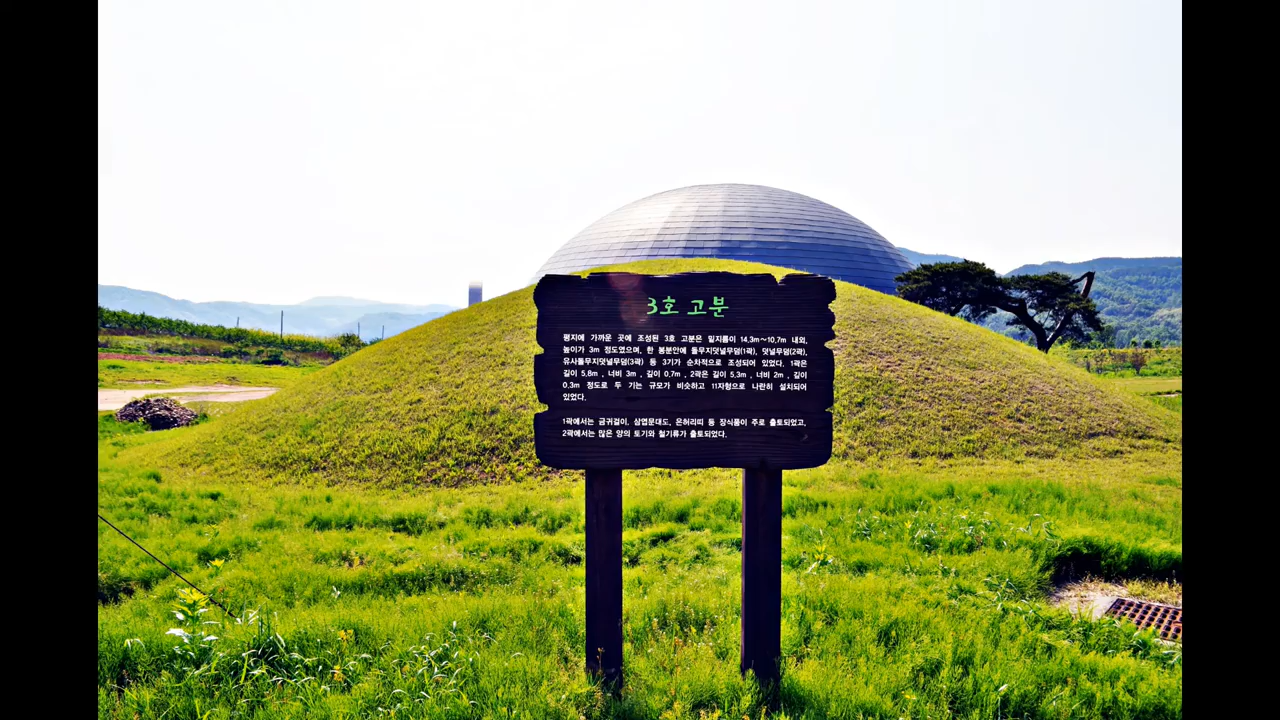 3호 고분
평지에 가까운 곳에 조성된 3호 고분은 밑지름이 14,3m~10,7m 내외,
높이가 3m 정도였으며, 한 봉분안에 돌무지덧널무덤(1곽), 덧널무덤(2곽),
유사돌무지덧널무덤(3곽) 등 3기가 순차적으로 조성되어 있었다. 1곽은
길이 5,8m , 너비 3m , 깊이 0,7m , 2곽은 길이 5,3m , 너비 2m , 깊이
0,3m 정도로 두 기는 규모가 비슷하고 11자형으로 나란히 설치되어
있었다.
1곽에서는 금귀걸이, 삼엽문대도, 은허리띠 등 장식품이 주로 출토되었고,
2곽에서는 많은 양의 토기와 철기류가 출토되었다.